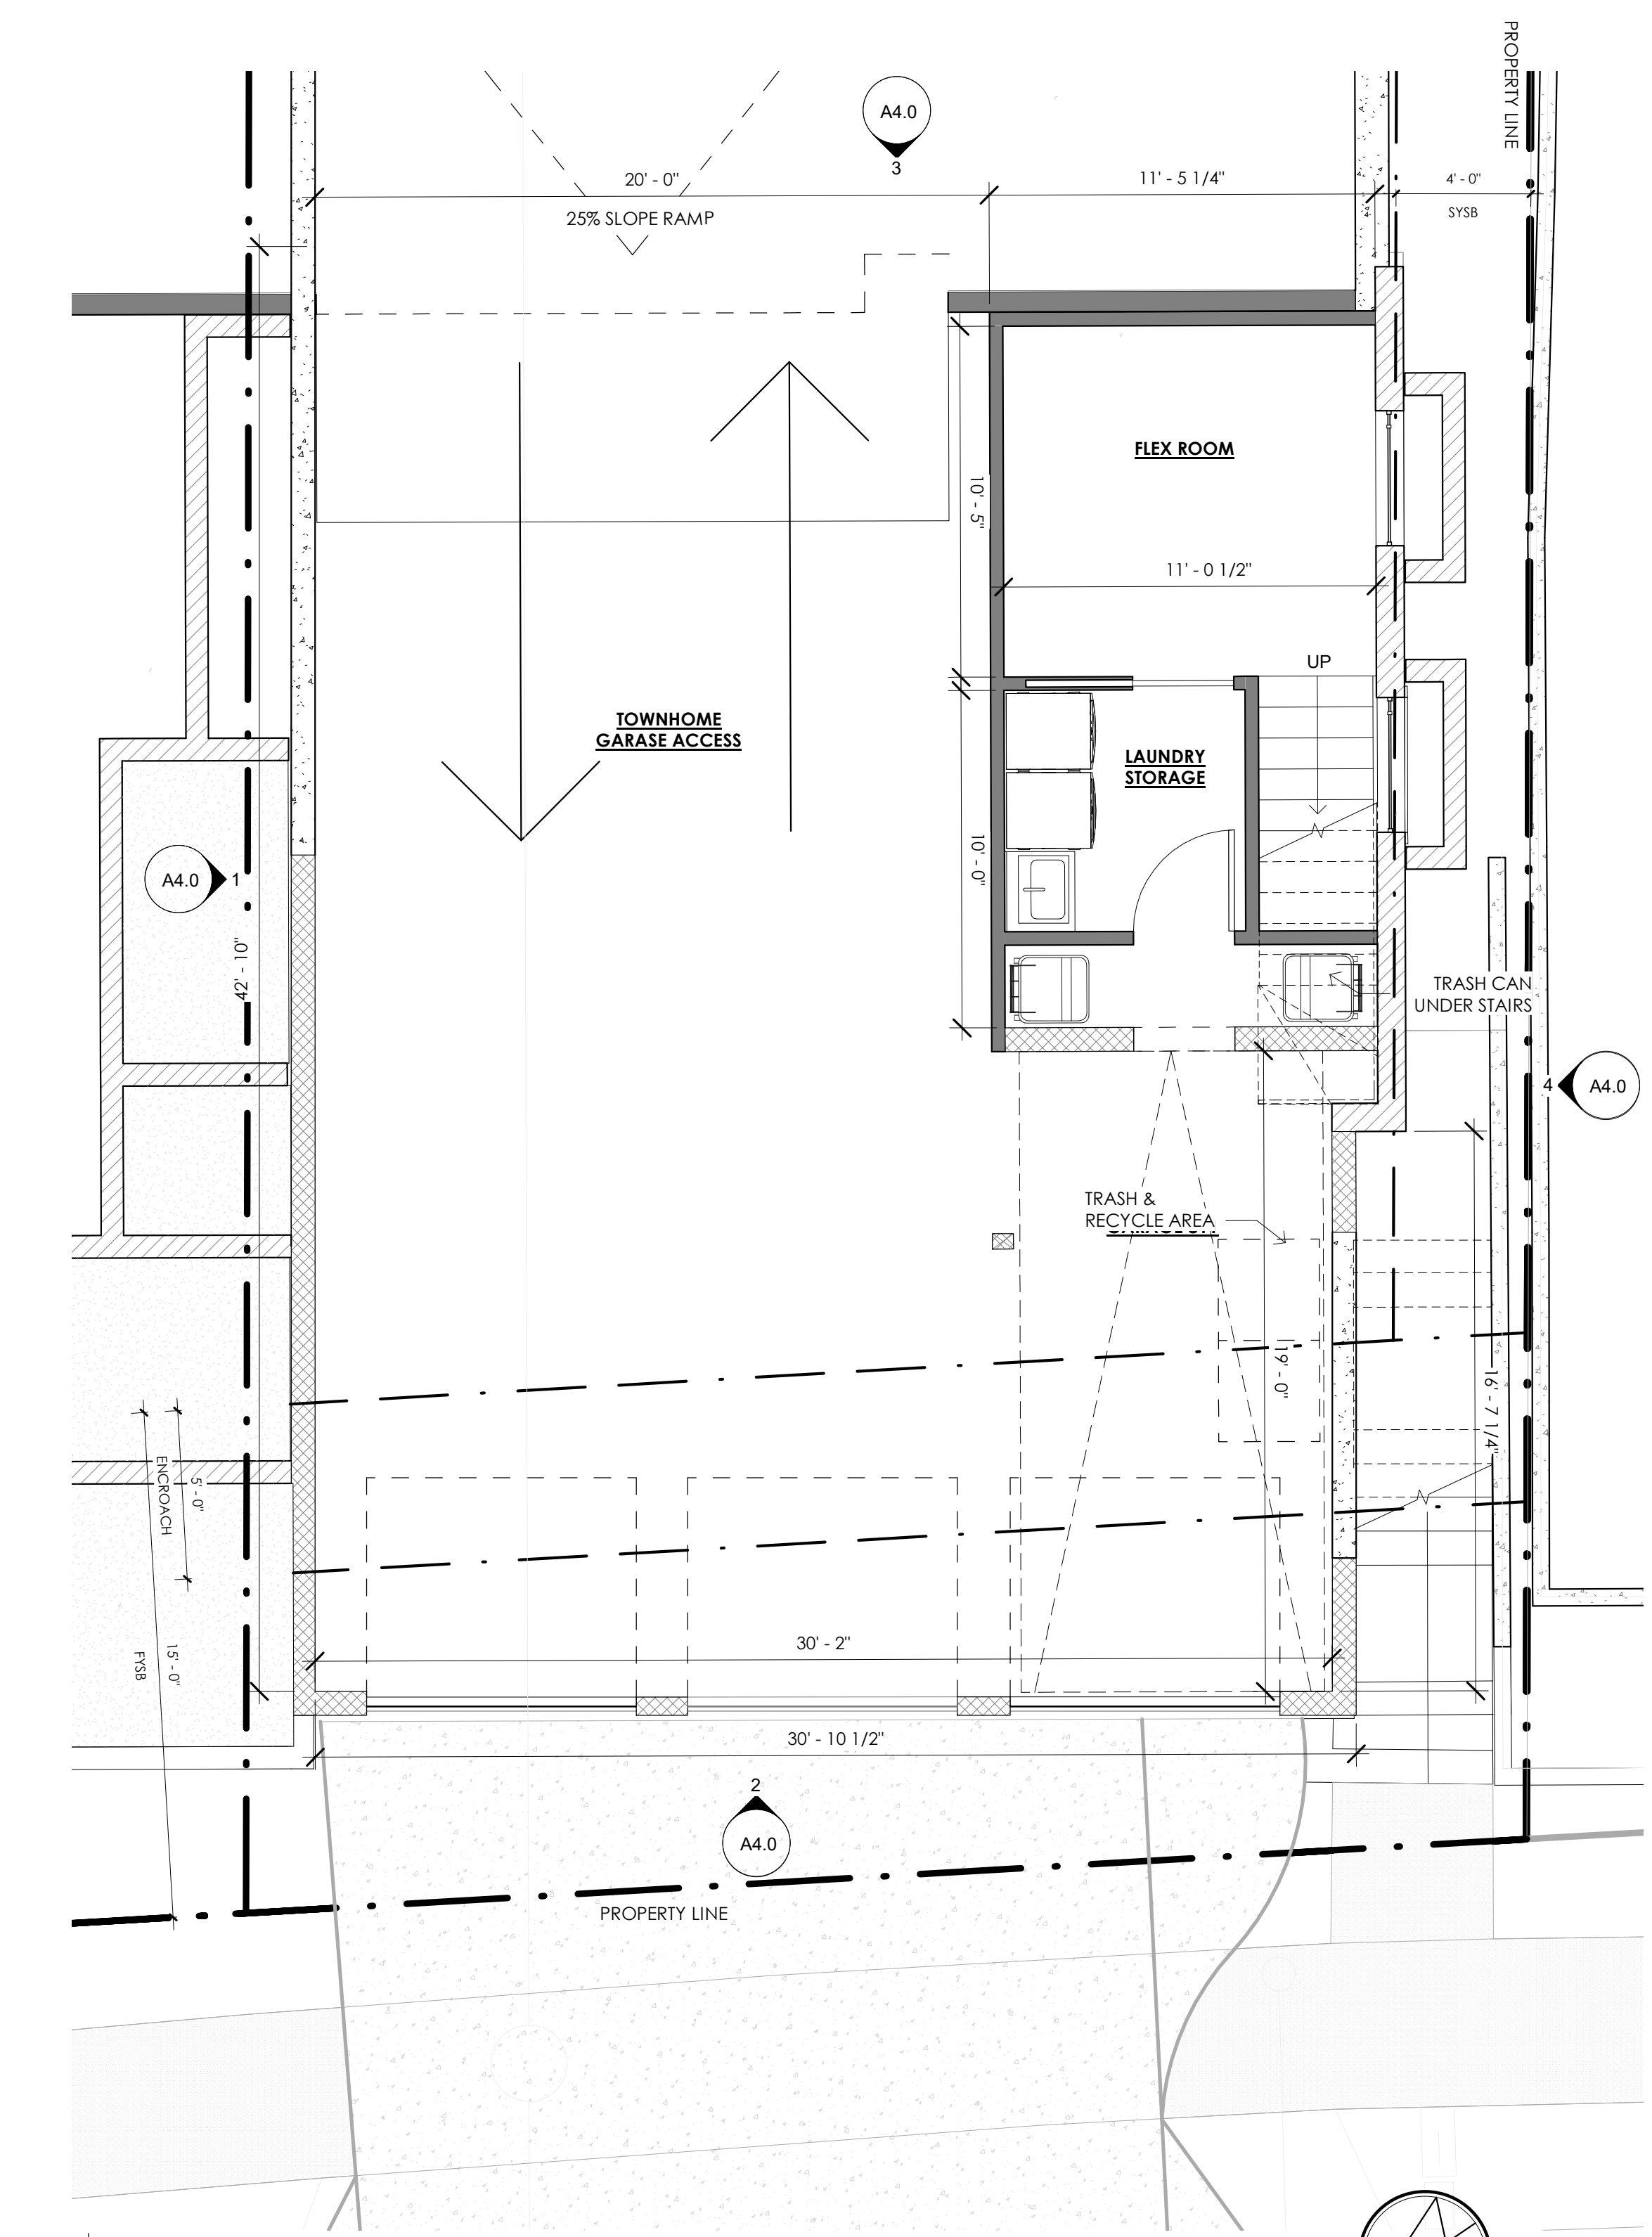 PROPERTY LINE
A4.0
3
20' - 0"
11' - 5 1/4"
4' - 0"
25% SLOPE RAMP
SYSB
FLEX ROOM
10' - 5"
11' - 0 1/2"
UP
TOWNHOME
GARASE ACCESS
LAUNDRY
STORAGE
10' - 0"
A4.0
1
42' - 10"
TRASH CAN
UNDER STAIRS
4
A4.0
TRASH &
RECYCLE AREA
19' - 0"
16' - 7 1/4"
ENCROACH
5' - 0"
FYSB
15' - 0"
30' - 2"
30' - 10 1/2"
2
A4.0
PROPERTY LINE